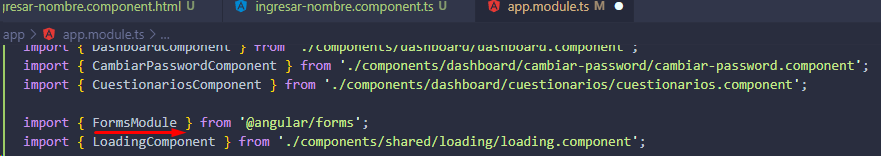 gresar-nombre.component.html U ingresar-nombre.component.ts U app.module.ts M
app > app.module.ts > ...
import { DashboardComponent } from './components/dashboard/dashboard.component';
import { CambiarPasswordComponent } from './components/dashboard/cambiar-password/cambiar-password.component';
import { CuestionariosComponent } from './components/dashboard/cuestionarios/cuestionarios.component';
import { FormsModule } from '@angular/forms';
import { LoadingComponent } from './components/shared/loading/loading.component';